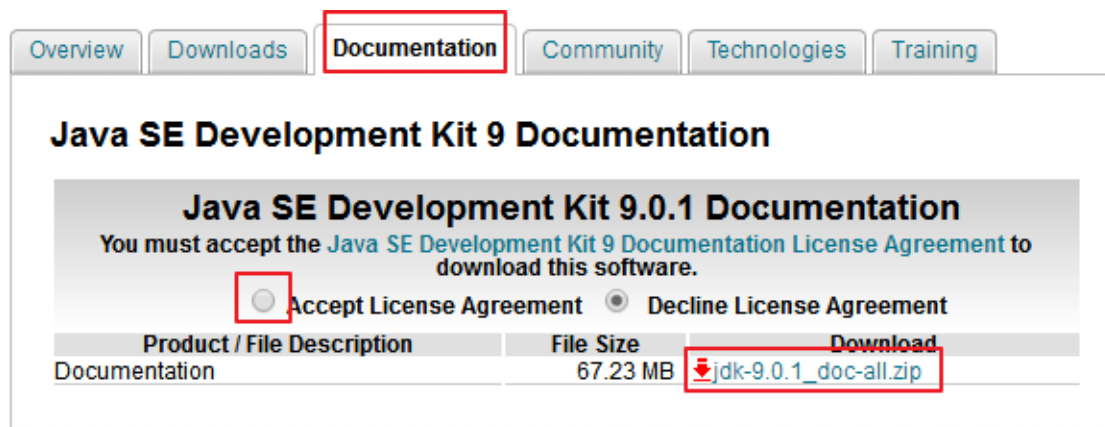 Overview Downloads Documentation Community Technologies Training
Java SE Development Kit 9 Documentation
Java SE Development Kit 9.0.1 Documentation
You must accept the Java SE Development Kit 9 Documentation License Agreement to
download this software.
Accept License Agreement Decline License Agreement
Product / File Description File Size Download
Documentation 67.23 MB jdk-9.0.1_doc-all.zip